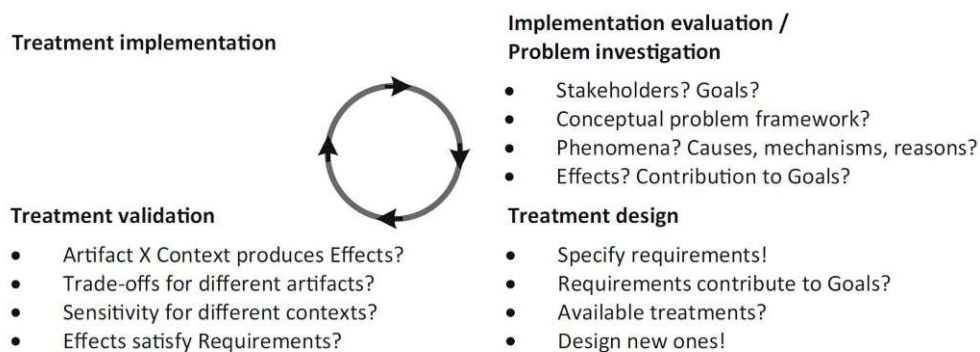 Treatment implementation
Implementation evaluation /
Problem investigation
• Stakeholders? Goals?
• Conceptual problem framework?
• Phenomena? Causes, mechanisms, reasons?
• Effects? Contribution to Goals?
Treatment validation
• Artifact X Context produces Effects?
• Trade-offs for different artifacts?
• Sensitivity for different contexts?
• Effects satisfy Requirements?
Treatment design
• Specify requirements!
• Requirements contribute to Goals?
• Available treatments?
• Design new ones!